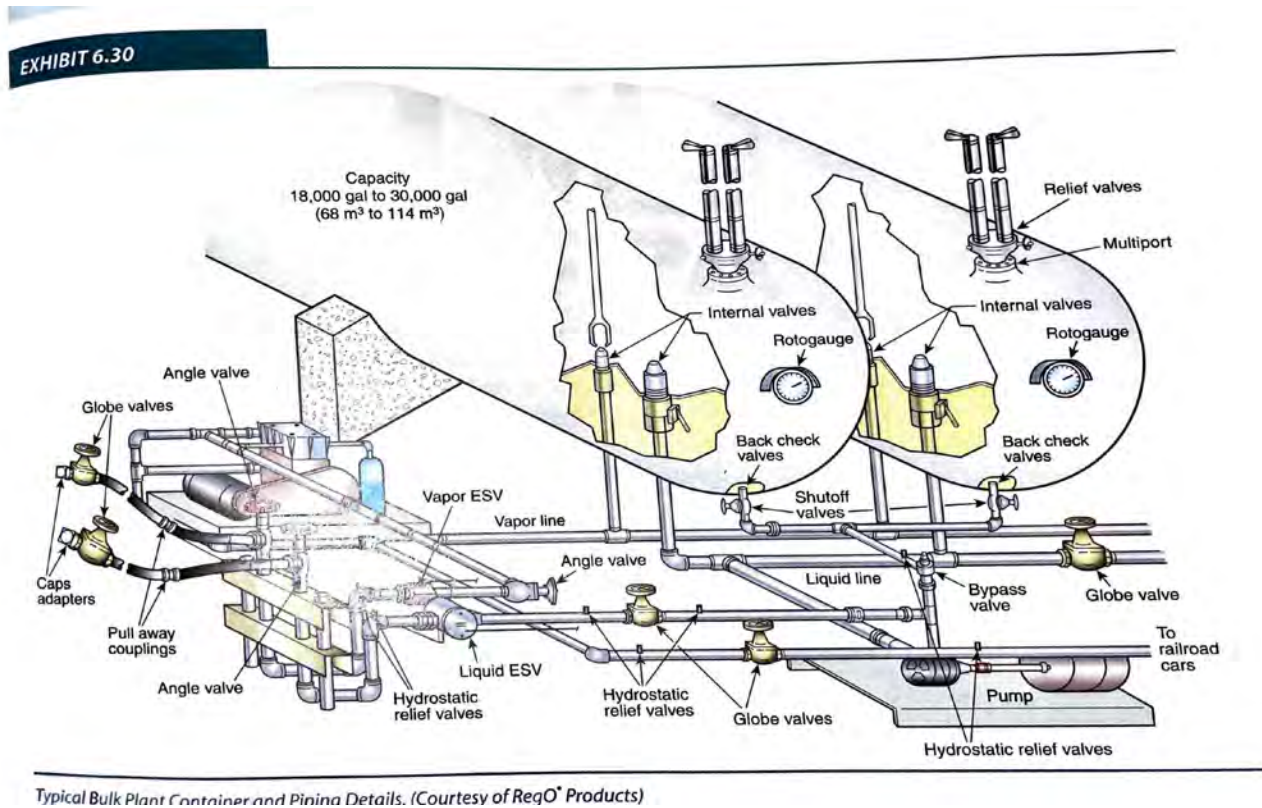 EXHIBIT 6.30
Capacity
18,000 gal to 30,000 gal
(68 m³ to 114 m³)
Relief valves
Multiport
Internal valves
Internal valves
Rotogauge
Rotogauge
Angle valve
Globe valves
Back check
valves
Back check
valves
Vapor ESV
Shutoff
valves
Vapor line
Angle valve
Caps
adapters
Liquid line
Bypass
valve
Globe valve
Pull away
couplings
To
railroad
cars
Angle valve
Liquid ESV
Hydrostatic
relief valves
Hydrostatic
relief valves
Globe valves
Pump
Hydrostatic relief valves
Typical Bulk Plant Container and Piping Details. (Courtesy of RegO® Products)